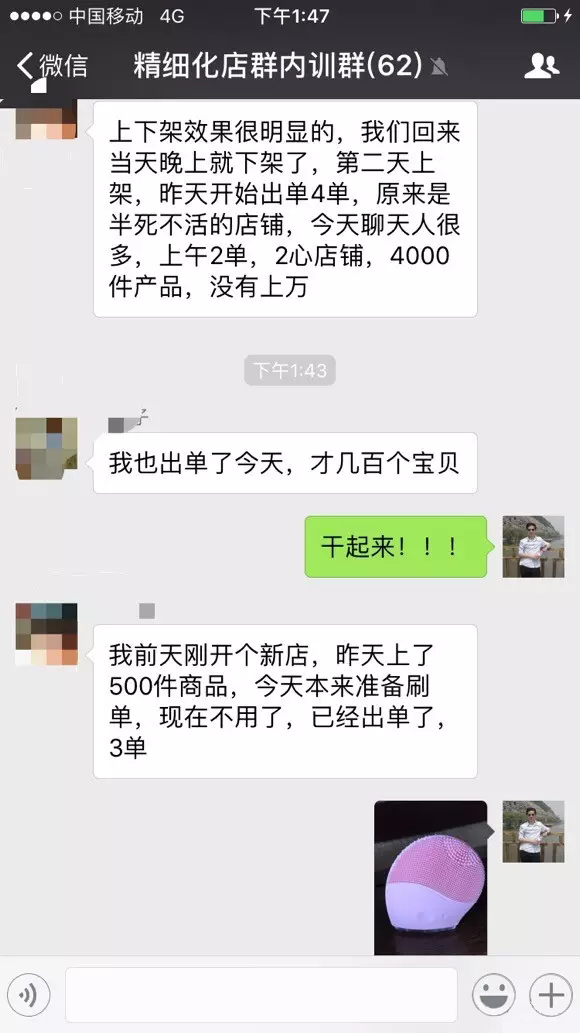 中国移动 4G 下午1:47
微信 精细化店群内训群(62)
上下架效果很明显的，我们回来
当天晚上就下架了，第二天上
架，昨天开始出单4单，原来是
半死不活的店铺，今天聊天人很
多，上午2单，2心店铺，4000
件产品，没有上万
下午1:43
我也出单了今天，才几百个宝贝
干起来！！！
我前天刚开个新店，昨天上了
500件商品，今天本来准备刷
单，现在不用了，已经出单了，
3单